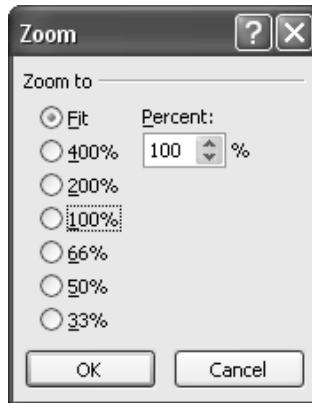 Zoom
Zoom to
Fit
Percent:
400%
100 %
200%
100%
66%
50%
33%
OK
Cancel